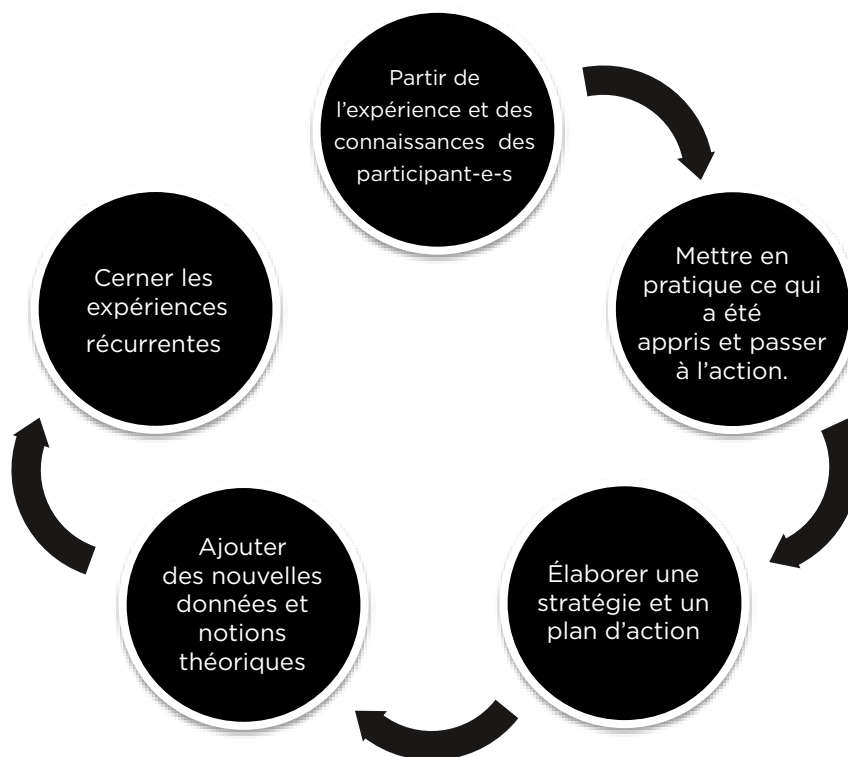 Partir de
l’expérience et des
connaissances des
participant-e-s
Mettre en
pratique ce qui
a été
appris et passer
à l’action.
Élaborer une
stratégie et un
plan d’action
Ajouter
des nouvelles
données et
notions
théoriques
Cerner les
expériences
récurrentes